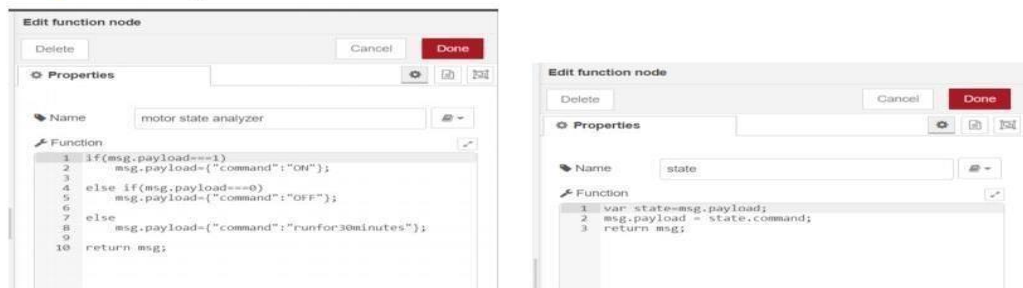 Edit function node
Delete
Cancel
Done
Properties
Name
motor state analyzer
Function
1 if(msg.payload===1)
2 msg.payload={"command":"ON"};
3
4 else if(msg.payload===0)
5 msg.payload={"command":"OFF"};
6
7 else
8 msg.payload={"command":"runfor30minutes"};
9
10 return msg;
Edit function node
Delete
Cancel
Done
Properties
Name
state
Function
1 var state=msg.payload;
2 msg.payload = state.command;
3 return msg;